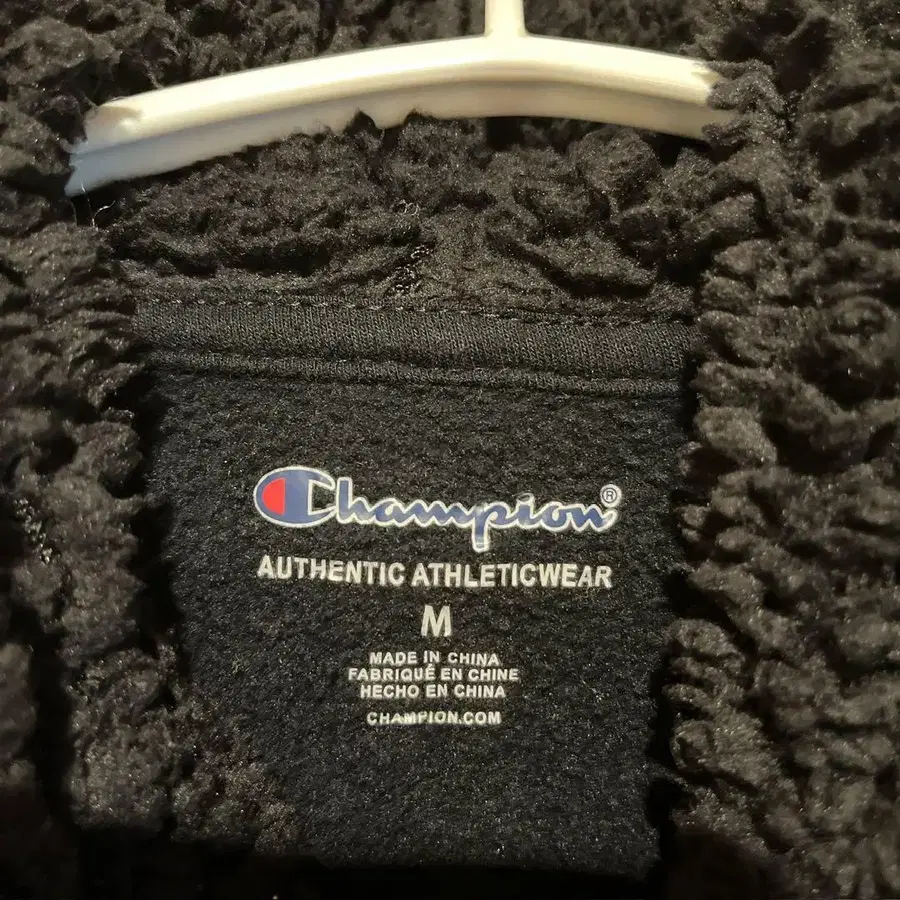 Champion®
AUTHENTIC ATHLETICWEAR
M
MADE IN CHINA
FABRIQUÉ EN CHINE
HECHO EN CHINA
CHAMPION.COM